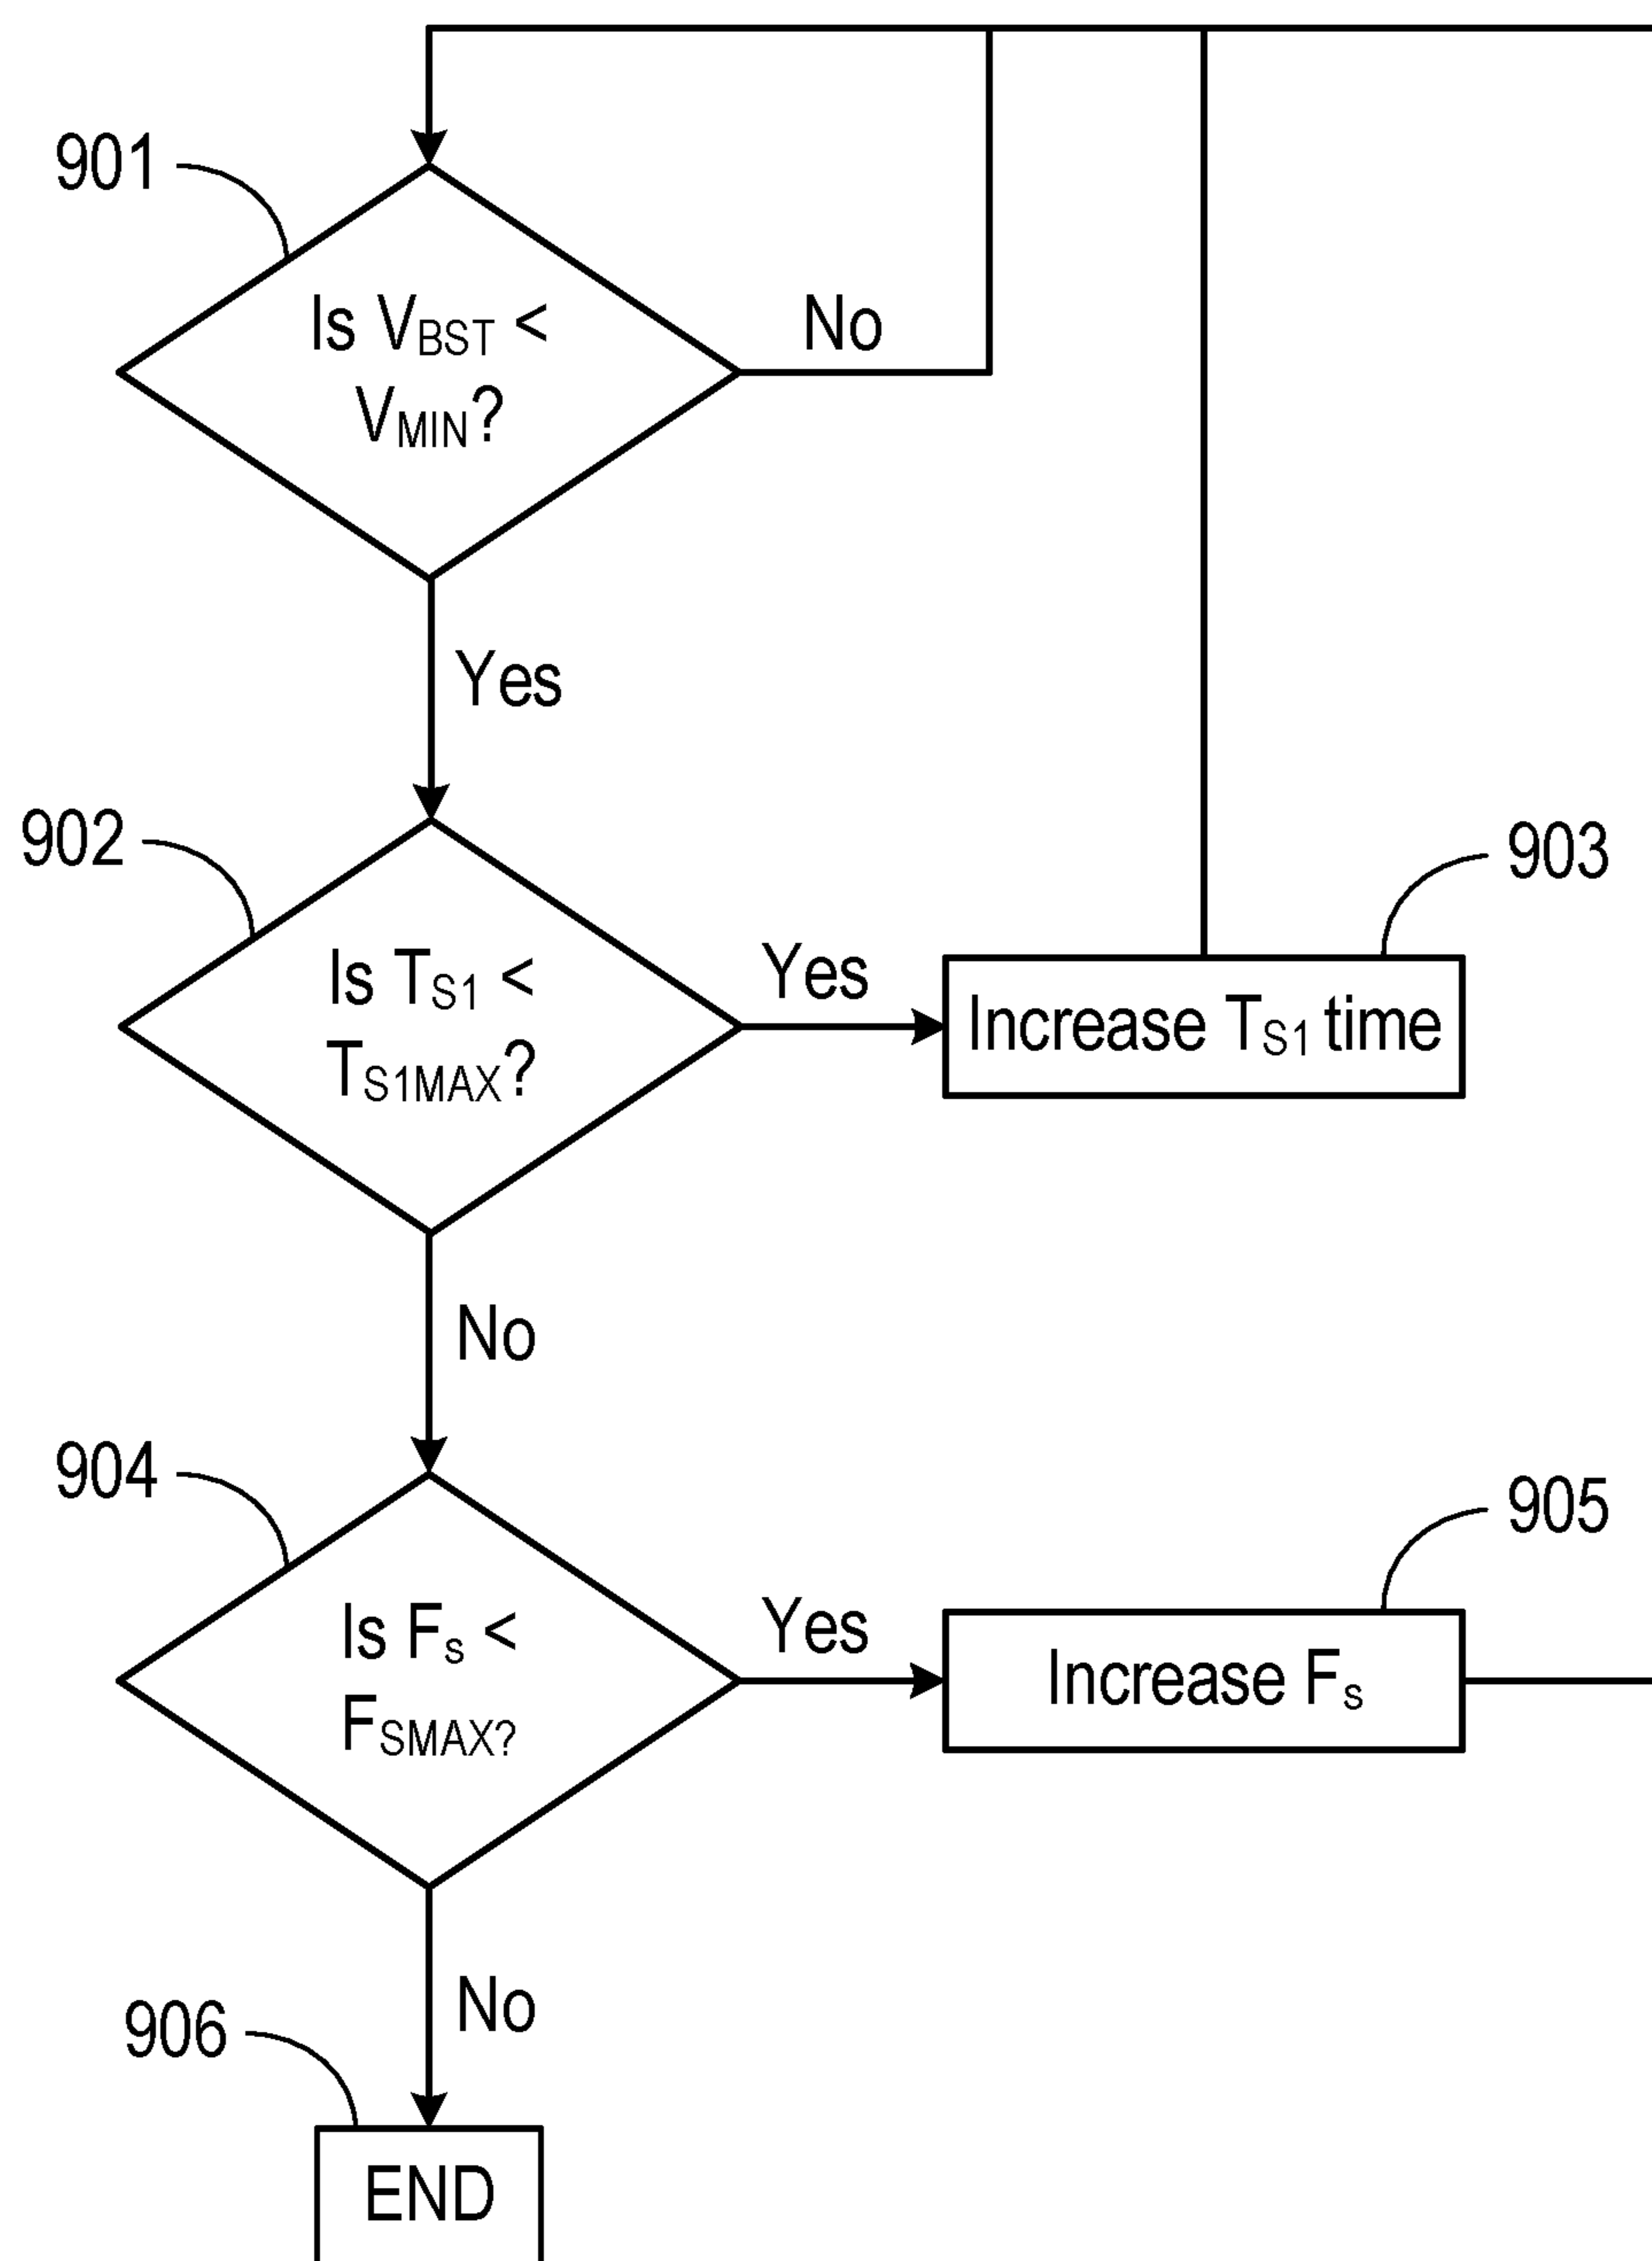 901
Is VBST <
VMIN?
No
Yes
902
Is TS1 <
TS1MAX?
Yes
903
Increase TS1 time
No
904
Is Fs <
FSMAX?
Yes
905
Increase Fs
No
906
END